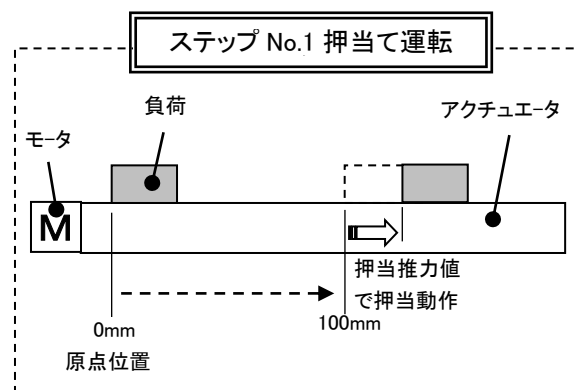 ステップ No.1 押当て運転
負荷
アクチュエータ
モータ
M
押当推力値
で押当動作
0mm
100mm
原点位置